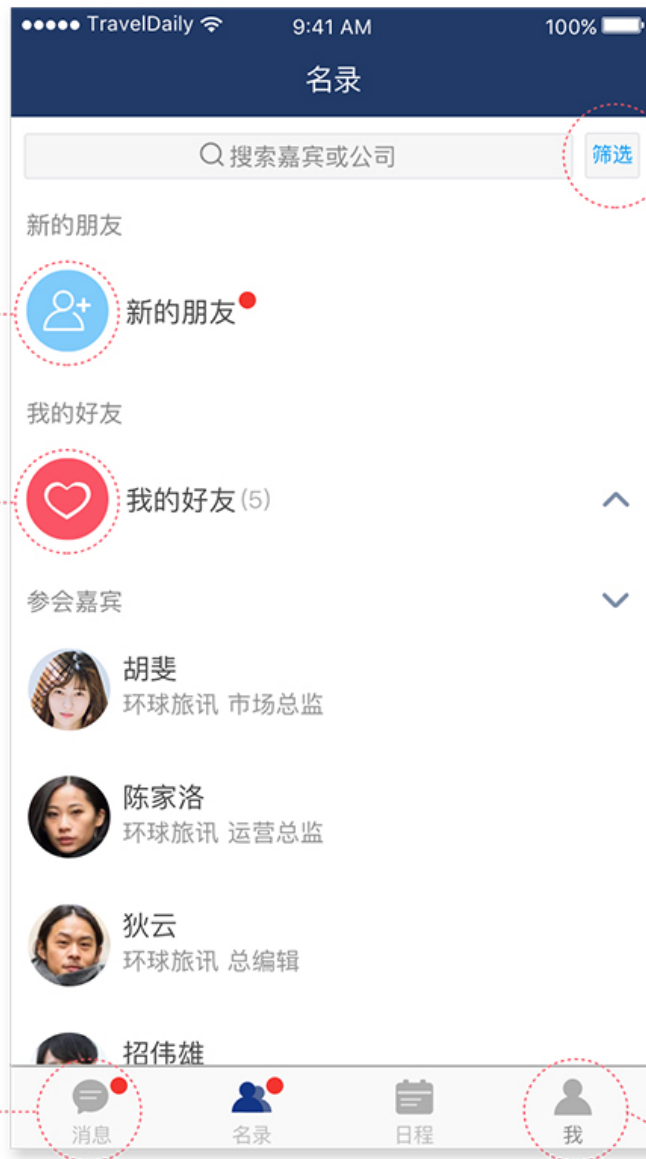 TravelDaily 9:41 AM 100%
名录
搜索嘉宾或公司 筛选
新的朋友
新的朋友
我的好友
我的好友(5)
参会嘉宾
胡斐
环球旅讯 市场总监
陈家洛
环球旅讯 运营总监
狄云
环球旅讯 总编辑
招伟雄
消息 名录 日程 我